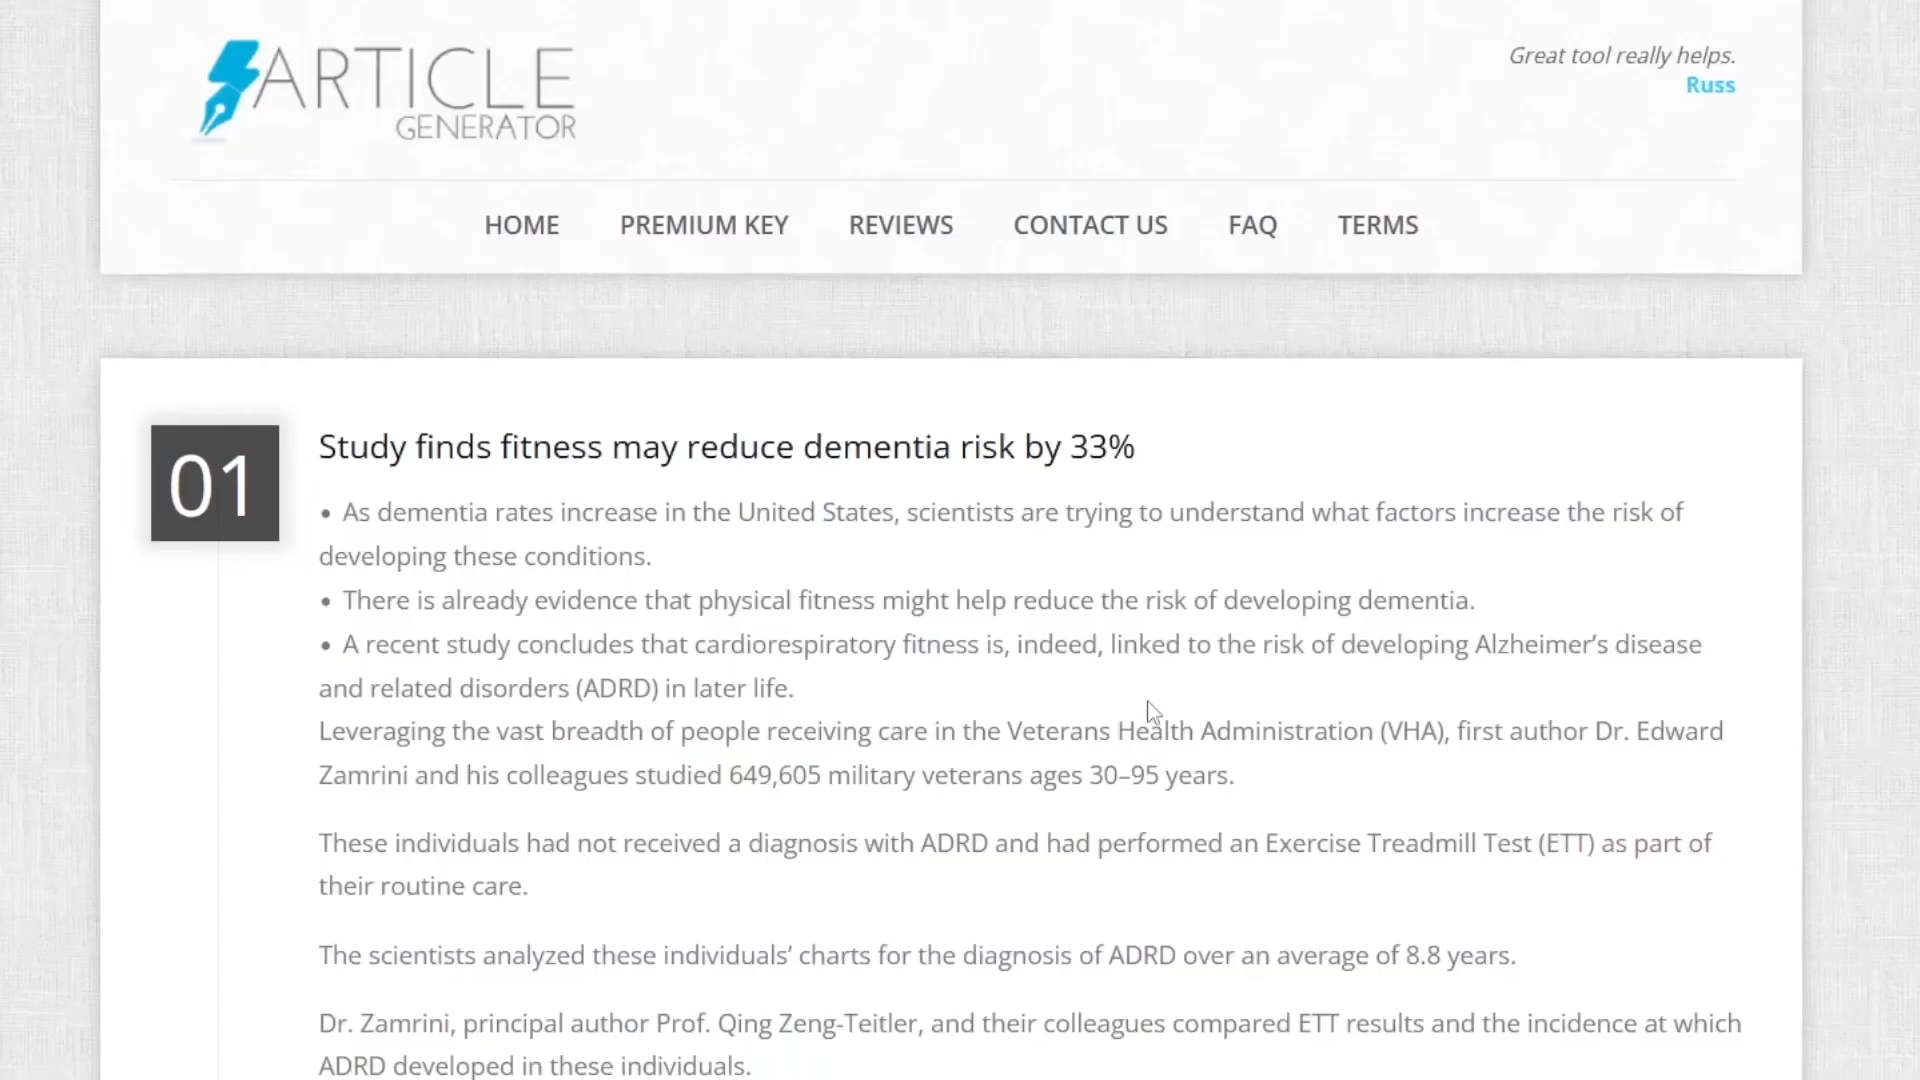 ARTICLE
GENERATOR
Great tool really helps.
Russ
HOME PREMIUM KEY REVIEWS CONTACT US FAQ TERMS
01
Study finds fitness may reduce dementia risk by 33%
• As dementia rates increase in the United States, scientists are trying to understand what factors increase the risk of
developing these conditions.
• There is already evidence that physical fitness might help reduce the risk of developing dementia.
• A recent study concludes that cardiorespiratory fitness is, indeed, linked to the risk of developing Alzheimer’s disease
and related disorders (ADRD) in later life.
Leveraging the vast breadth of people receiving care in the Veterans Health Administration (VHA), first author Dr. Edward
Zamrini and his colleagues studied 649,605 military veterans ages 30–95 years.
These individuals had not received a diagnosis with ADRD and had performed an Exercise Treadmill Test (ETT) as part of
their routine care.
The scientists analyzed these individuals’ charts for the diagnosis of ADRD over an average of 8.8 years.
Dr. Zamrini, principal author Prof. Qing Zeng-Teitler, and their colleagues compared ETT results and the incidence at which
ADRD developed in these individuals.